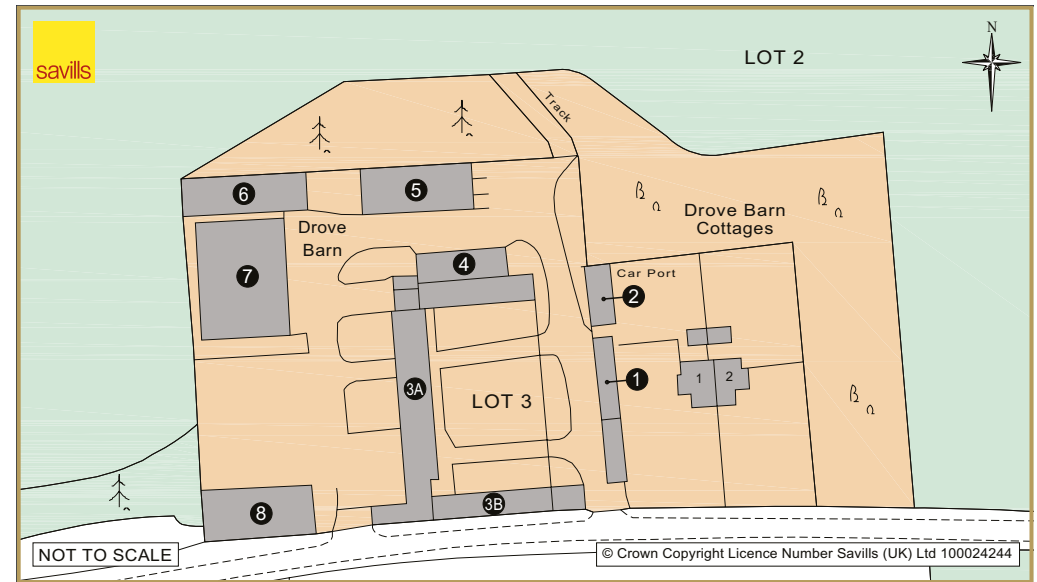 savills
LOT 2
N
Track
6
5
Drove Barn
Cottages
Drove
Barn
7
4
Car Port
2
1
3A
LOT 3
1
2
8
3B
NOT TO SCALE
© Crown Copyright Licence Number Savills (UK) Ltd 100024244